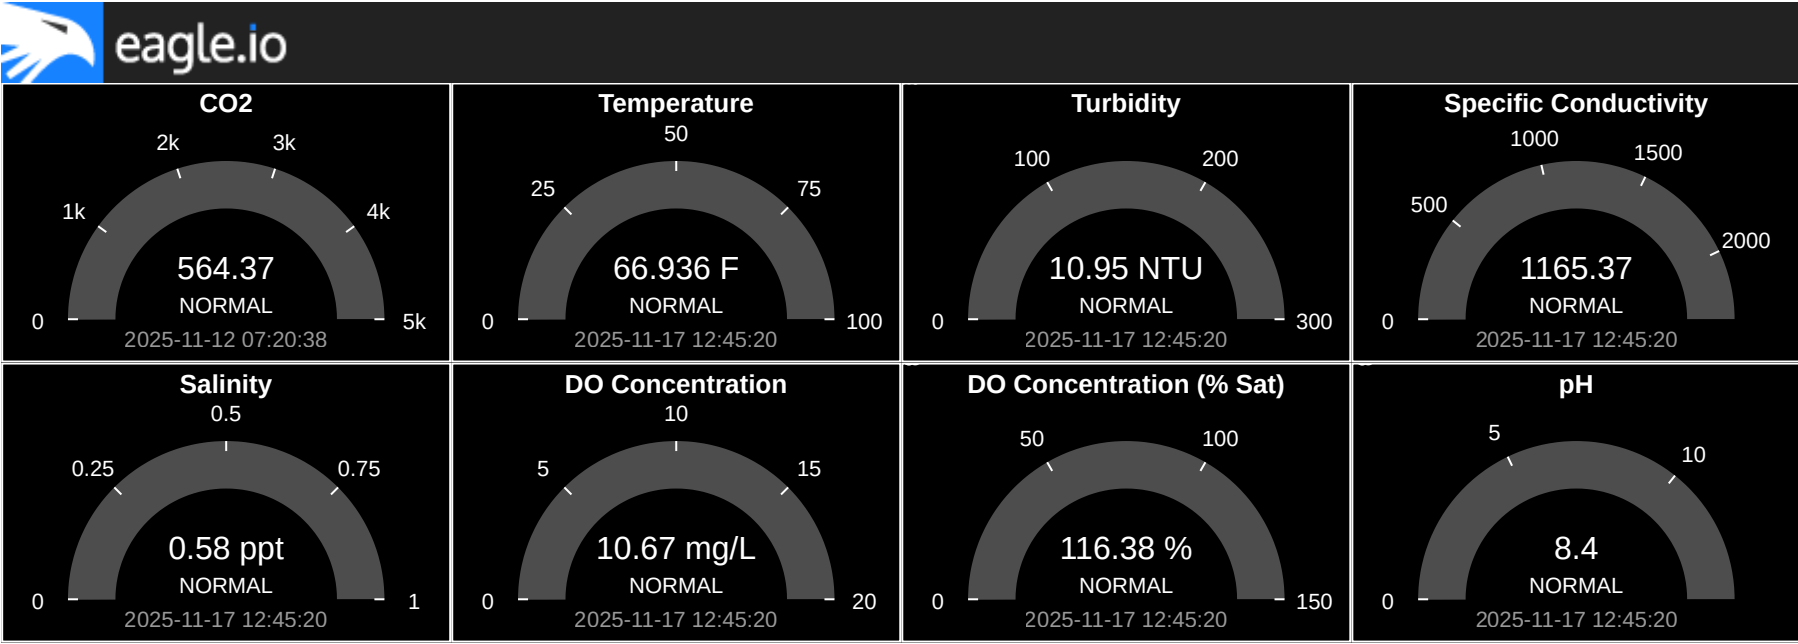 eagle.io
CO2
2k
3k
1k
4k
564.37
NORMAL
0
5k
2025-11-12 07:20:38
Temperature
50
25
75
66.936 F
NORMAL
0
100
2025-11-17 12:45:20
Turbidity
100
200
10.95 NTU
NORMAL
0
300
2025-11-17 12:45:20
Specific Conductivity
1000
1500
500
2000
1165.37
NORMAL
0
2025-11-17 12:45:20
Salinity
0.5
0.25
0.75
0.58 ppt
NORMAL
0
1
2025-11-17 12:45:20
DO Concentration
10
5
15
10.67 mg/L
NORMAL
0
20
2025-11-17 12:45:20
DO Concentration (% Sat)
50
100
116.38 %
NORMAL
0
150
2025-11-17 12:45:20
pH
5
10
8.4
NORMAL
0
2025-11-17 12:45:20